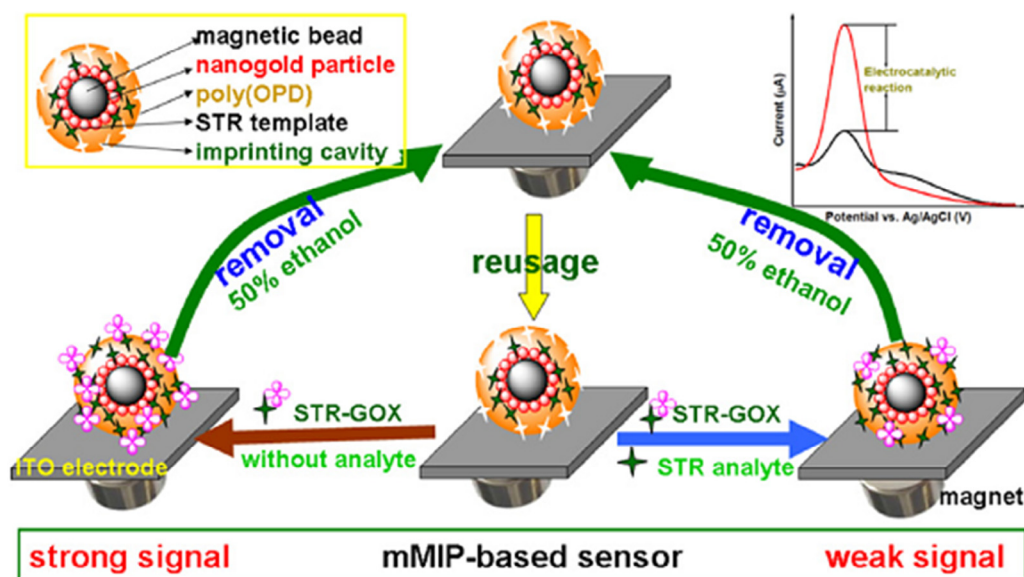 magnetic bead
nanogold particle
poly(OPD)
STR template
imprinting cavity
Current (μA)
Electrocatalytic
reaction
Potential vs. Ag/AgCl (V)
removal
50% ethanol
reusage
removal
50% ethanol
STR-GOX
without analyte
STR-GOX
STR analyte
ITO electrode
magnet
strong signal
mMIP-based sensor
weak signal